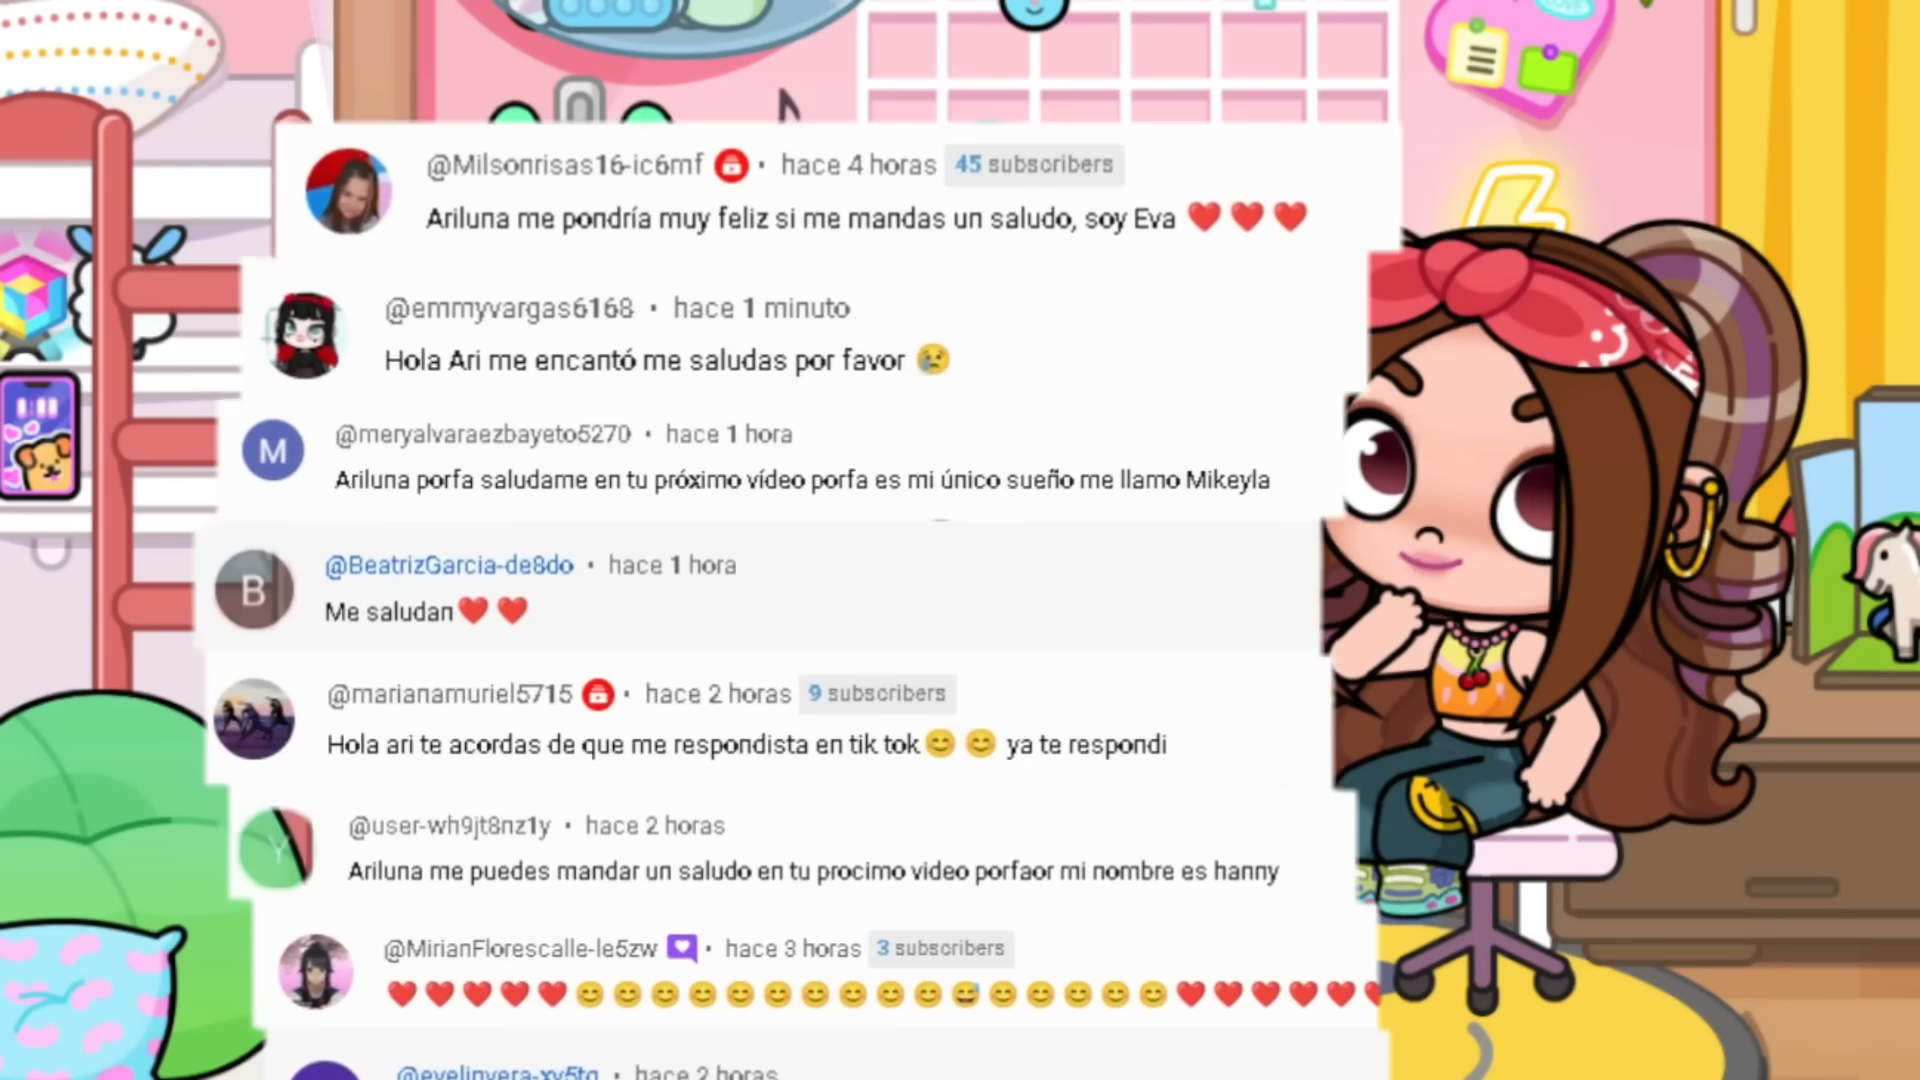 @Milsonrisas16-ic6mf · hace 4 horas 45 subscribers
Ariluna me pondría muy feliz si me mandas un saludo, soy Eva ❤️ ❤️ ❤️
@emmyvargas6168 · hace 1 minuto
Hola Ari me encantó me saludas por favor 😢
M
@meryalvaraezbayeto5270 · hace 1 hora
Ariluna porfa saludame en tu próximo vídeo porfa es mi único sueño me llamo Mikeyla
B
@BeatrizGarcia-de8do · hace 1 hora
Me saludan❤️ ❤️
@marianamuriel5715 · hace 2 horas 9 subscribers
Hola ari te acordas de que me respondista en tik tok😊 😊 ya te respondi
Y
@user-wh9jt8nz1y · hace 2 horas
Ariluna me puedes mandar un saludo en tu procimo video porfaor mi nombre es hanny
@MirianFlorescalle-le5zw · hace 3 horas 3 subscribers
❤️ ❤️ ❤️ ❤️ ❤️ 😊 😊 😊 😊 😊 😊 😊 😊 😊 😊 😅 😊 😊 😊 😊 😊 ❤️ ❤️ ❤️ ❤️ ❤️ ❤️
@evelinvera-xv5tq · hace 2 horas